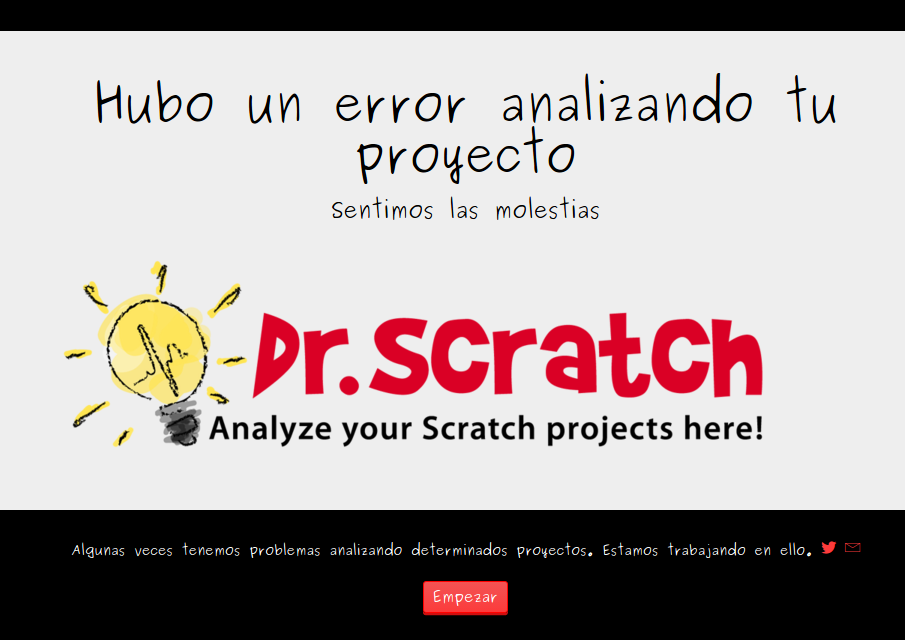 Hubo un error analizando tu
proyecto
Sentimos las molestias
Dr.Scratch
Analyze your Scratch projects here!
Algunas veces tenemos problemas analizando determinados proyectos. Estamos trabajando en ello.
Empezar